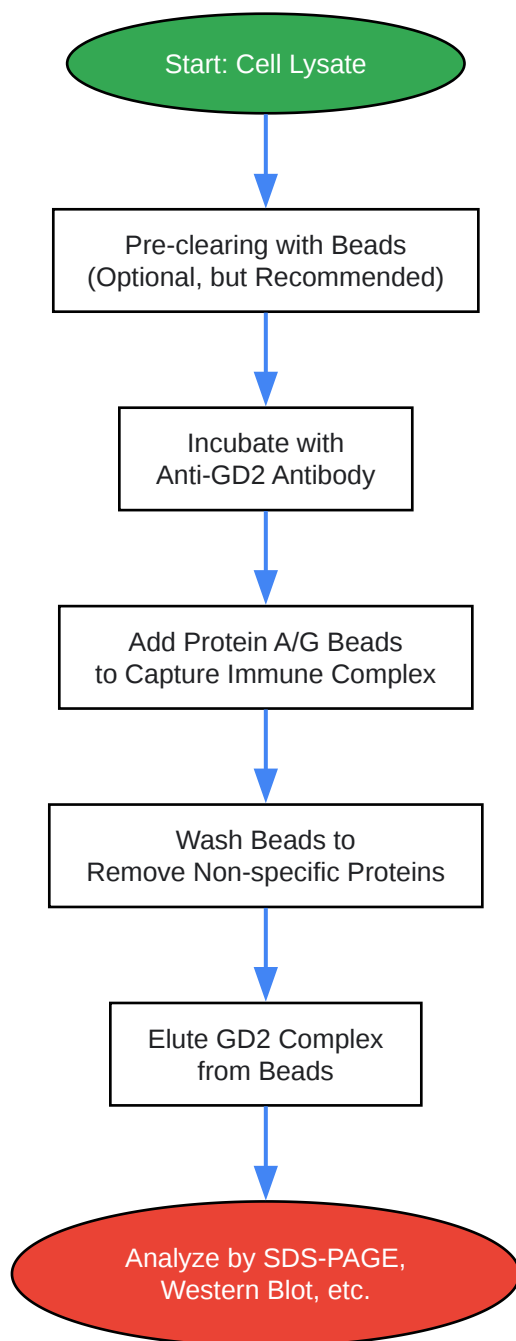 Start: Cell Lysate
Pre-clearing with Beads
(Optional, but Recommended)
Incubate with
Anti-GD2 Antibody
Add Protein A/G Beads
to Capture Immune Complex
Wash Beads to
Remove Non-specific Proteins
Elute GD2 Complex
from Beads
Analyze by SDS-PAGE,
Western Blot, etc.